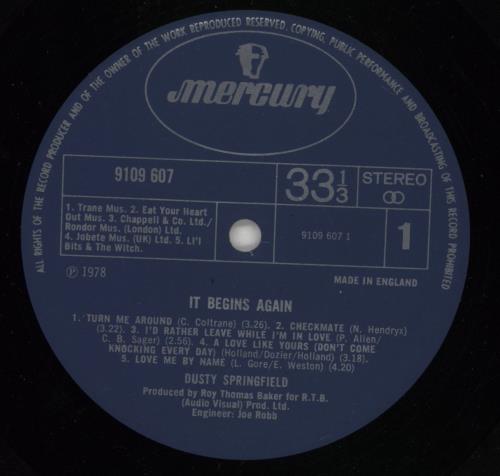 ALL RIGHTS OF THE RECORD PRODUCER AND OF THE OWNER OF THE WORK REPRODUCED RESERVED. COPYING, PUBLIC PERFORMANCE AND BROADCASTING OF THIS RECORD PROHIBITED
mercury
9109 607
33 1/3
STEREO
1. Trane Mus. 2. Eat Your Heart
Out Mus. 3. Chappell & Co. Ltd./
Rondor Mus. (London) Ltd.
4. Jobete Mus. (UK) Ltd. 5. Li'l
Bits & The Witch.
9109 607 1
1
Ⓟ 1978
MADE IN ENGLAND
IT BEGINS AGAIN
1. TURN ME AROUND (C. Coltrane) (3.26). 2. CHECKMATE (N. Hendryx)
(3.22). 3. I'D RATHER LEAVE WHILE I'M IN LOVE (P. Allen/
C. B. Sager) (2.56). 4. A LOVE LIKE YOURS (DON'T COME
KNOCKING EVERY DAY) (Holland/Dozier/Holland) (3.18).
5. LOVE ME BY NAME (L. Gore/E. Weston) (4.20)
DUSTY SPRINGFIELD
Produced by Roy Thomas Baker for R.T.B.
(Audio Visual) Prod. Ltd.
Engineer: Joe Robb